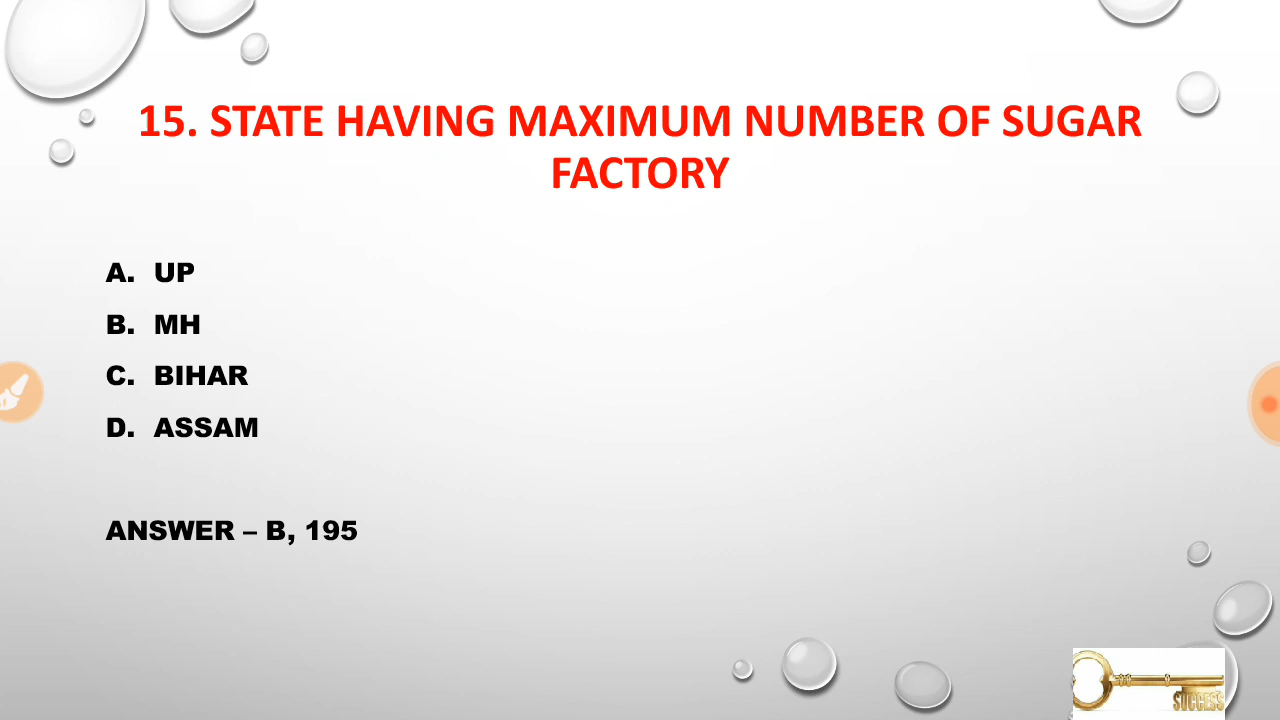 15. STATE HAVING MAXIMUM NUMBER OF SUGAR
FACTORY
A. UP
B. MH
C. BIHAR
D. ASSAM
ANSWER – B, 195
SUCCESS